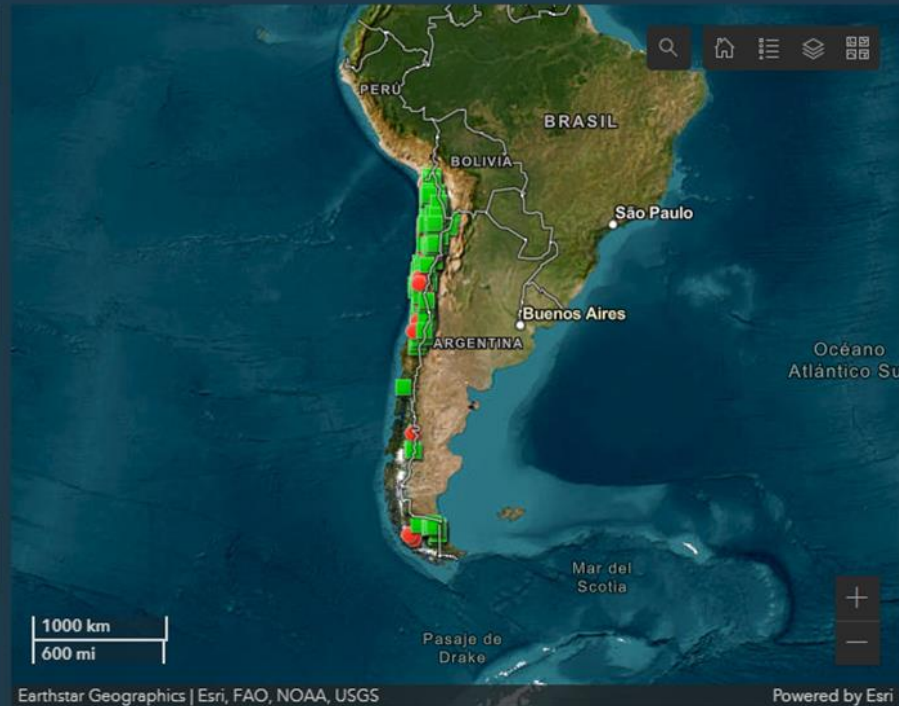 PERÚ
BRASIL
BOLIVIA
São Paulo
Buenos Aires
ARGENTINA
Océano
Atlántico Su
Mar del
Scotia
Pasaje de
Drake
1000 km
600 mi
Earthstar Geographics | Esri, FAO, NOAA, USGS
Powered by Esri